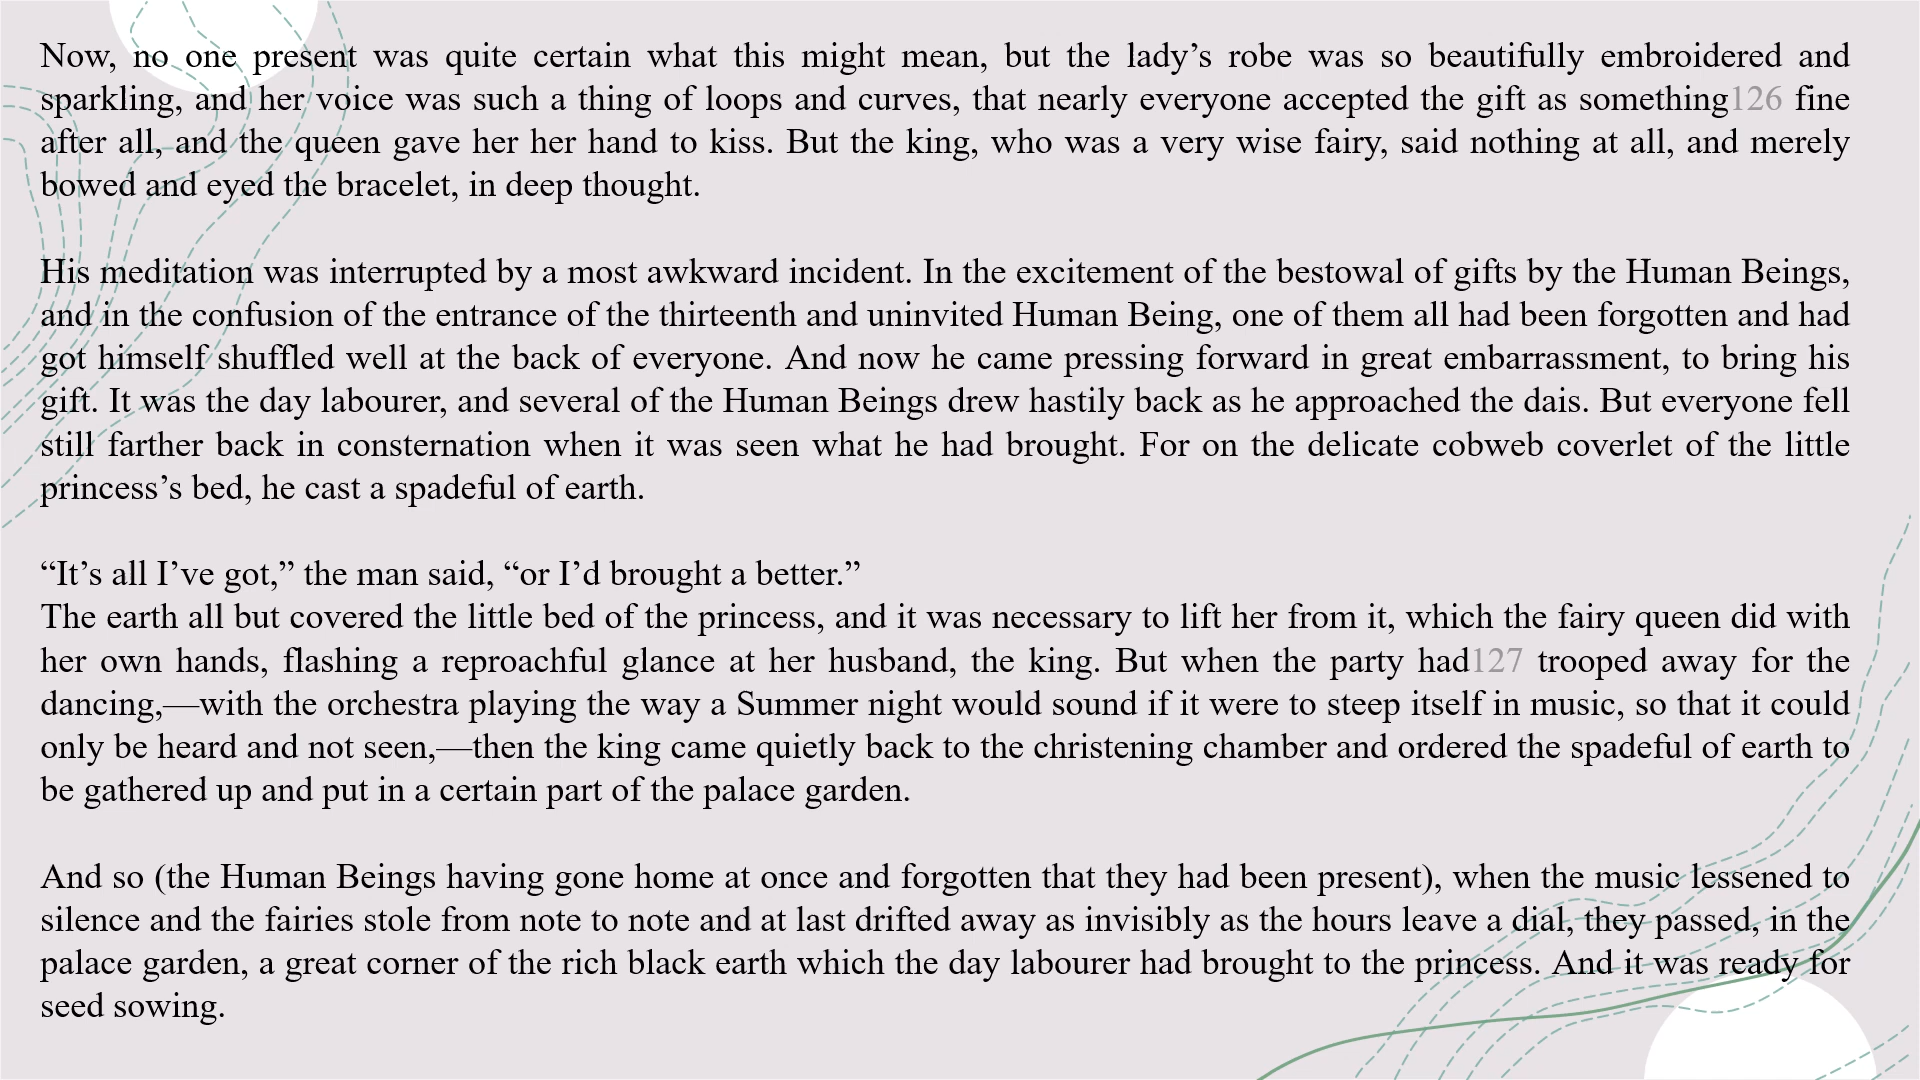 Now, no one present was quite certain what this might mean, but the lady’s robe was so beautifully embroidered and
sparkling, and her voice was such a thing of loops and curves, that nearly everyone accepted the gift as something126 fine
after all, and the queen gave her her hand to kiss. But the king, who was a very wise fairy, said nothing at all, and merely
bowed and eyed the bracelet, in deep thought.
His meditation was interrupted by a most awkward incident. In the excitement of the bestowal of gifts by the Human Beings,
and in the confusion of the entrance of the thirteenth and uninvited Human Being, one of them all had been forgotten and had
got himself shuffled well at the back of everyone. And now he came pressing forward in great embarrassment, to bring his
gift. It was the day labourer, and several of the Human Beings drew hastily back as he approached the dais. But everyone fell
still farther back in consternation when it was seen what he had brought. For on the delicate cobweb coverlet of the little
princess’s bed, he cast a spadeful of earth.
“It’s all I’ve got,” the man said, “or I’d brought a better.”
The earth all but covered the little bed of the princess, and it was necessary to lift her from it, which the fairy queen did with
her own hands, flashing a reproachful glance at her husband, the king. But when the party had127 trooped away for the
dancing,—with the orchestra playing the way a Summer night would sound if it were to steep itself in music, so that it could
only be heard and not seen,—then the king came quietly back to the christening chamber and ordered the spadeful of earth to
be gathered up and put in a certain part of the palace garden.
And so (the Human Beings having gone home at once and forgotten that they had been present), when the music lessened to
silence and the fairies stole from note to note and at last drifted away as invisibly as the hours leave a dial, they passed, in the
palace garden, a great corner of the rich black earth which the day labourer had brought to the princess. And it was ready for
seed sowing.